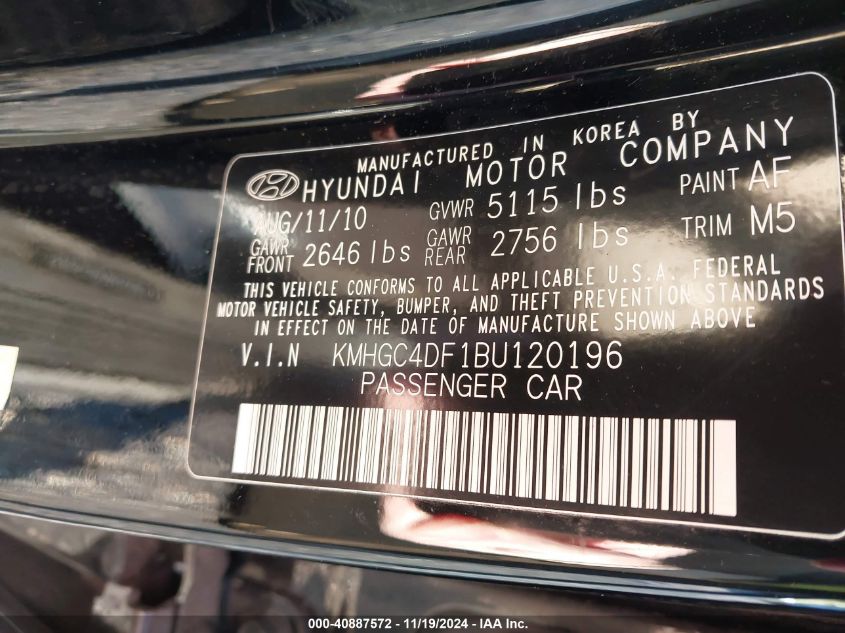 MANUFACTURED IN KOREA BY
HYUNDAI MOTOR COMPANY
AUG/11/10 GVWR 5115 lbs PAINT AF
GAWR FRONT 2646 lbs GAWR REAR 2756 lbs TRIM M5
THIS VEHICLE CONFORMS TO ALL APPLICABLE U.S.A. FEDERAL
MOTOR VEHICLE SAFETY, BUMPER, AND THEFT PREVENTION STANDARDS
IN EFFECT ON THE DATE OF MANUFACTURE SHOWN ABOVE
V.I.N KMHGC4DF1BU120196
PASSENGER CAR
000-40887572 - 11/19/2024 - IAA Inc.